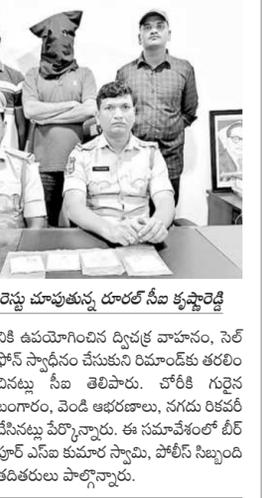 రెస్టు చూపుతున్న రూరల్ సీఐ కృష్ణారెడ్డి
నికి ఉపయోగించిన ద్విచక్ర వాహనం, సెల్
ఫోన్ స్వాధీనం చేసుకుని రిమాండ్‌కు తరలిం
చినట్లు సీఐ తెలిపారు. చోరీకి గురైన
బంగారం, వెండి ఆభరణాలు, నగదు రికవరీ
చేసినట్లు పేర్కొన్నారు. ఈ సమావేశంలో బీర్
పూర్ ఎస్ఐ కుమార స్వామి, పోలీస్ సిబ్బంది
తదితరులు పాల్గొన్నారు.